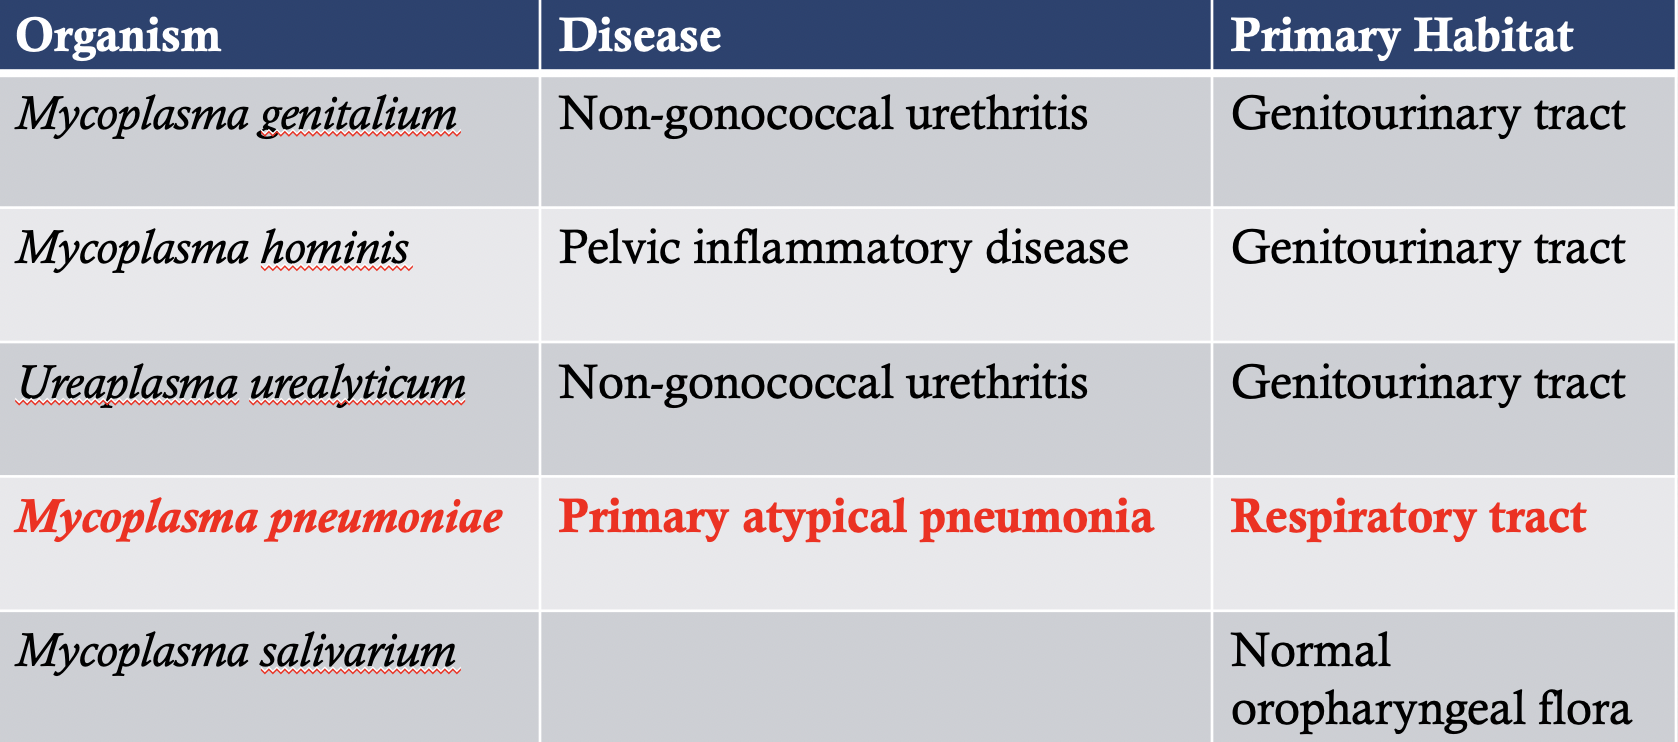 Organism Disease Primary Habitat
Mycoplasma genitalium Non-gonococcal urethritis Genitourinary tract
Mycoplasma hominis Pelvic inflammatory disease Genitourinary tract
Ureaplasma urealyticum Non-gonococcal urethritis Genitourinary tract
Mycoplasma pneumoniae Primary atypical pneumonia Respiratory tract
Mycoplasma salivarium Normal
oropharyngeal flora